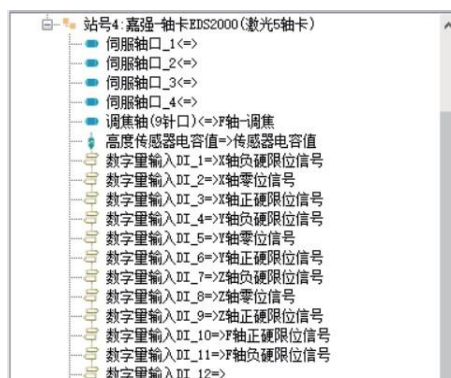 站号4:嘉强-轴卡EDS2000(激光5轴卡)
伺服轴口_1<=>
伺服轴口_2<=>
伺服轴口_3<=>
伺服轴口_4<=>
调焦轴(9针口)<=>F轴-调焦
高度传感器电容值=>传感器电容值
数字里输入DI_1=>X轴负硬限位信号
数字里输入DI_2=>X轴零位信号
数字里输入DI_3=>X轴正硬限位信号
数字里输入DI_4=>Y轴负硬限位信号
数字里输入DI_5=>Y轴零位信号
数字里输入DI_6=>Y轴正硬限位信号
数字里输入DI_7=>Z轴负硬限位信号
数字里输入DI_8=>Z轴零位信号
数字里输入DI_9=>Z轴正硬限位信号
数字里输入DI_10=>F轴正硬限位信号
数字里输入DI_11=>F轴负硬限位信号
数字里输入DI_12=>